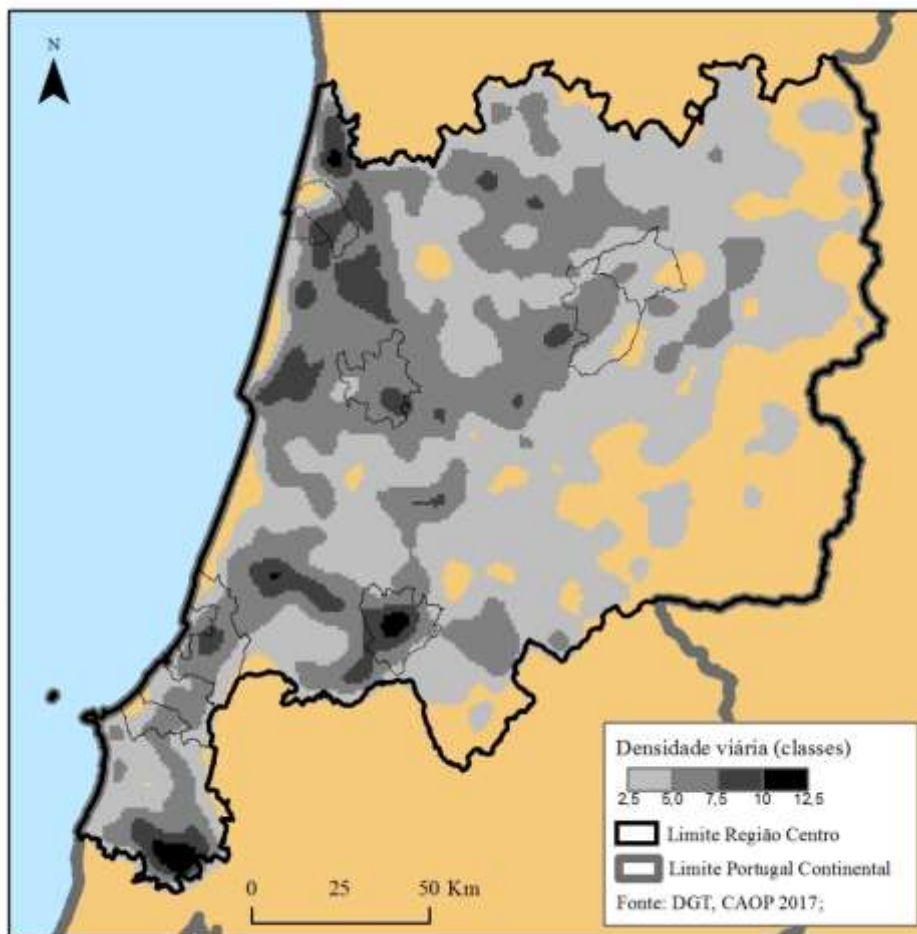 N
Densidade viária (classes)
2,5 5,0 7,5 10 12,5
Limite Região Centro
Limite Portugal Continental
Fonte: DGT, CAOP 2017;
0 25 50 Km